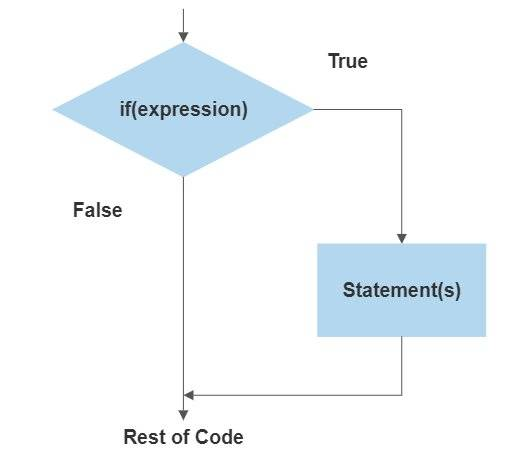 True
if(expression)
False
Statement(s)
Rest of Code